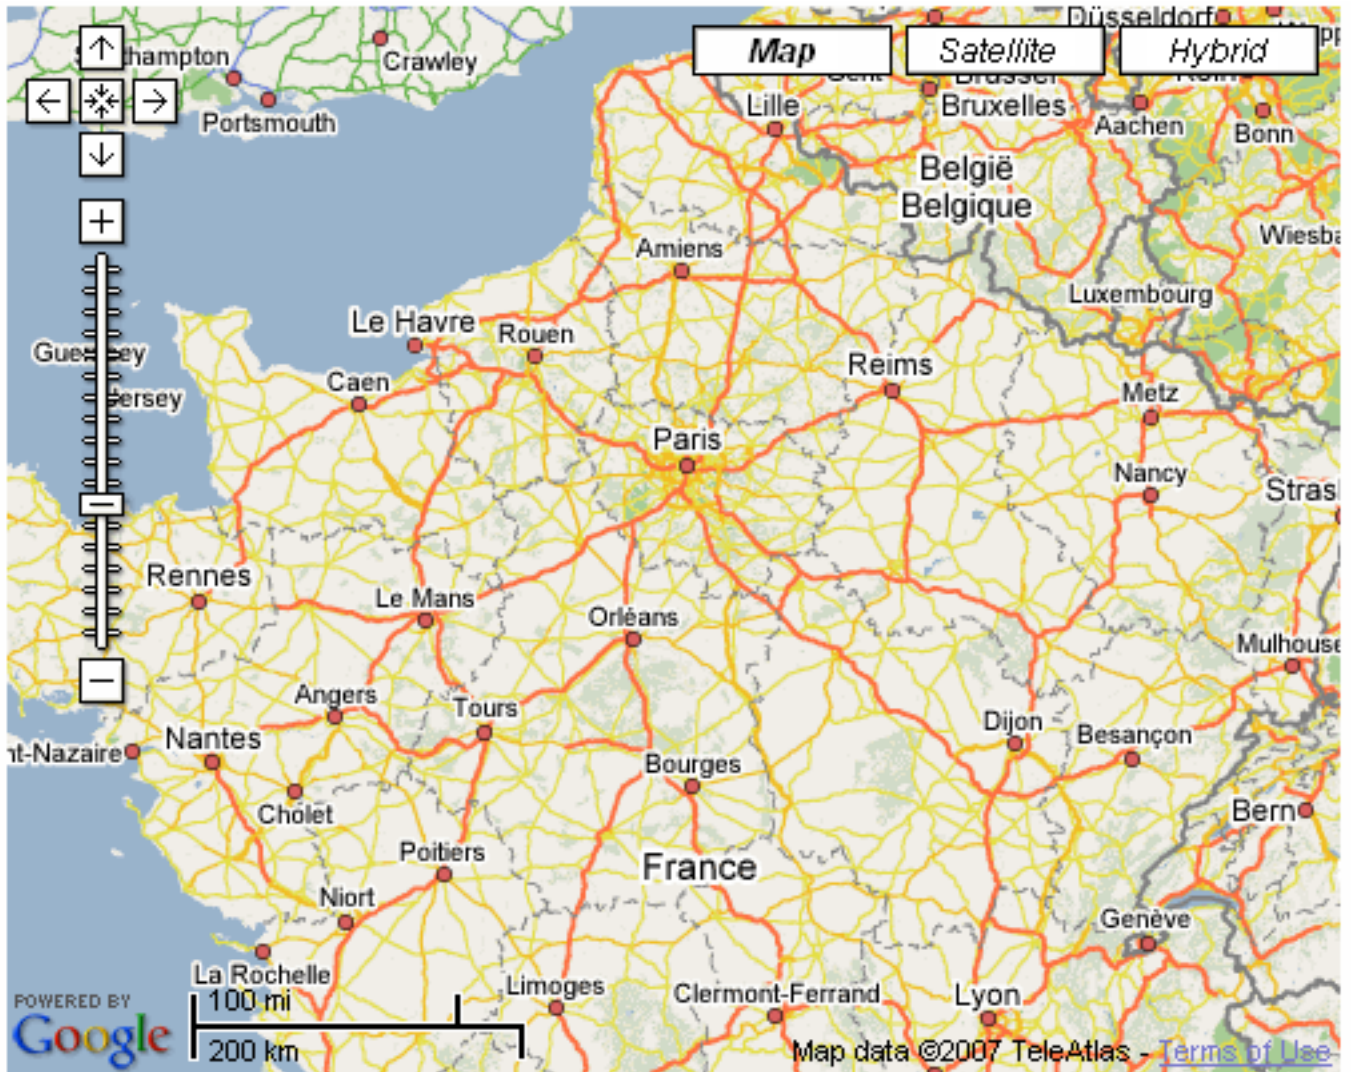 Düsseldorf
Map
Satellite
Hybrid
Crawley
Portsmouth
Lille
Bruxelles
Aachen
Bonn
België
Belgique
Amiens
Luxembourg
Le Havre
Rouen
Reims
Caen
Metz
Paris
Nancy
Rennes
Le Mans
Orléans
Mulhouse
Angers
Tours
Nantes
Dijon
Besançon
nt-Nazaire
Bourges
Cholet
Bern
Poitiers
France
Niort
Genève
La Rochelle
Limoges
Clermont-Ferrand
Lyon
POWERED BY
Google
100 mi
200 km
Map data ©2007 TeleAtlas - Terms of Use